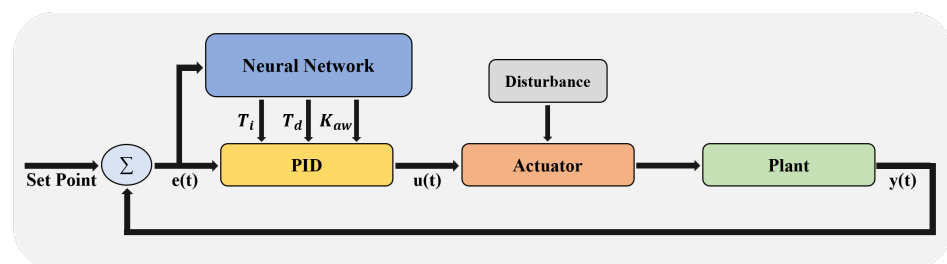 Neural Network
Disturbance
T_i T_d K_aw
Σ
PID
Actuator
Plant
Set Point
e(t)
u(t)
y(t)